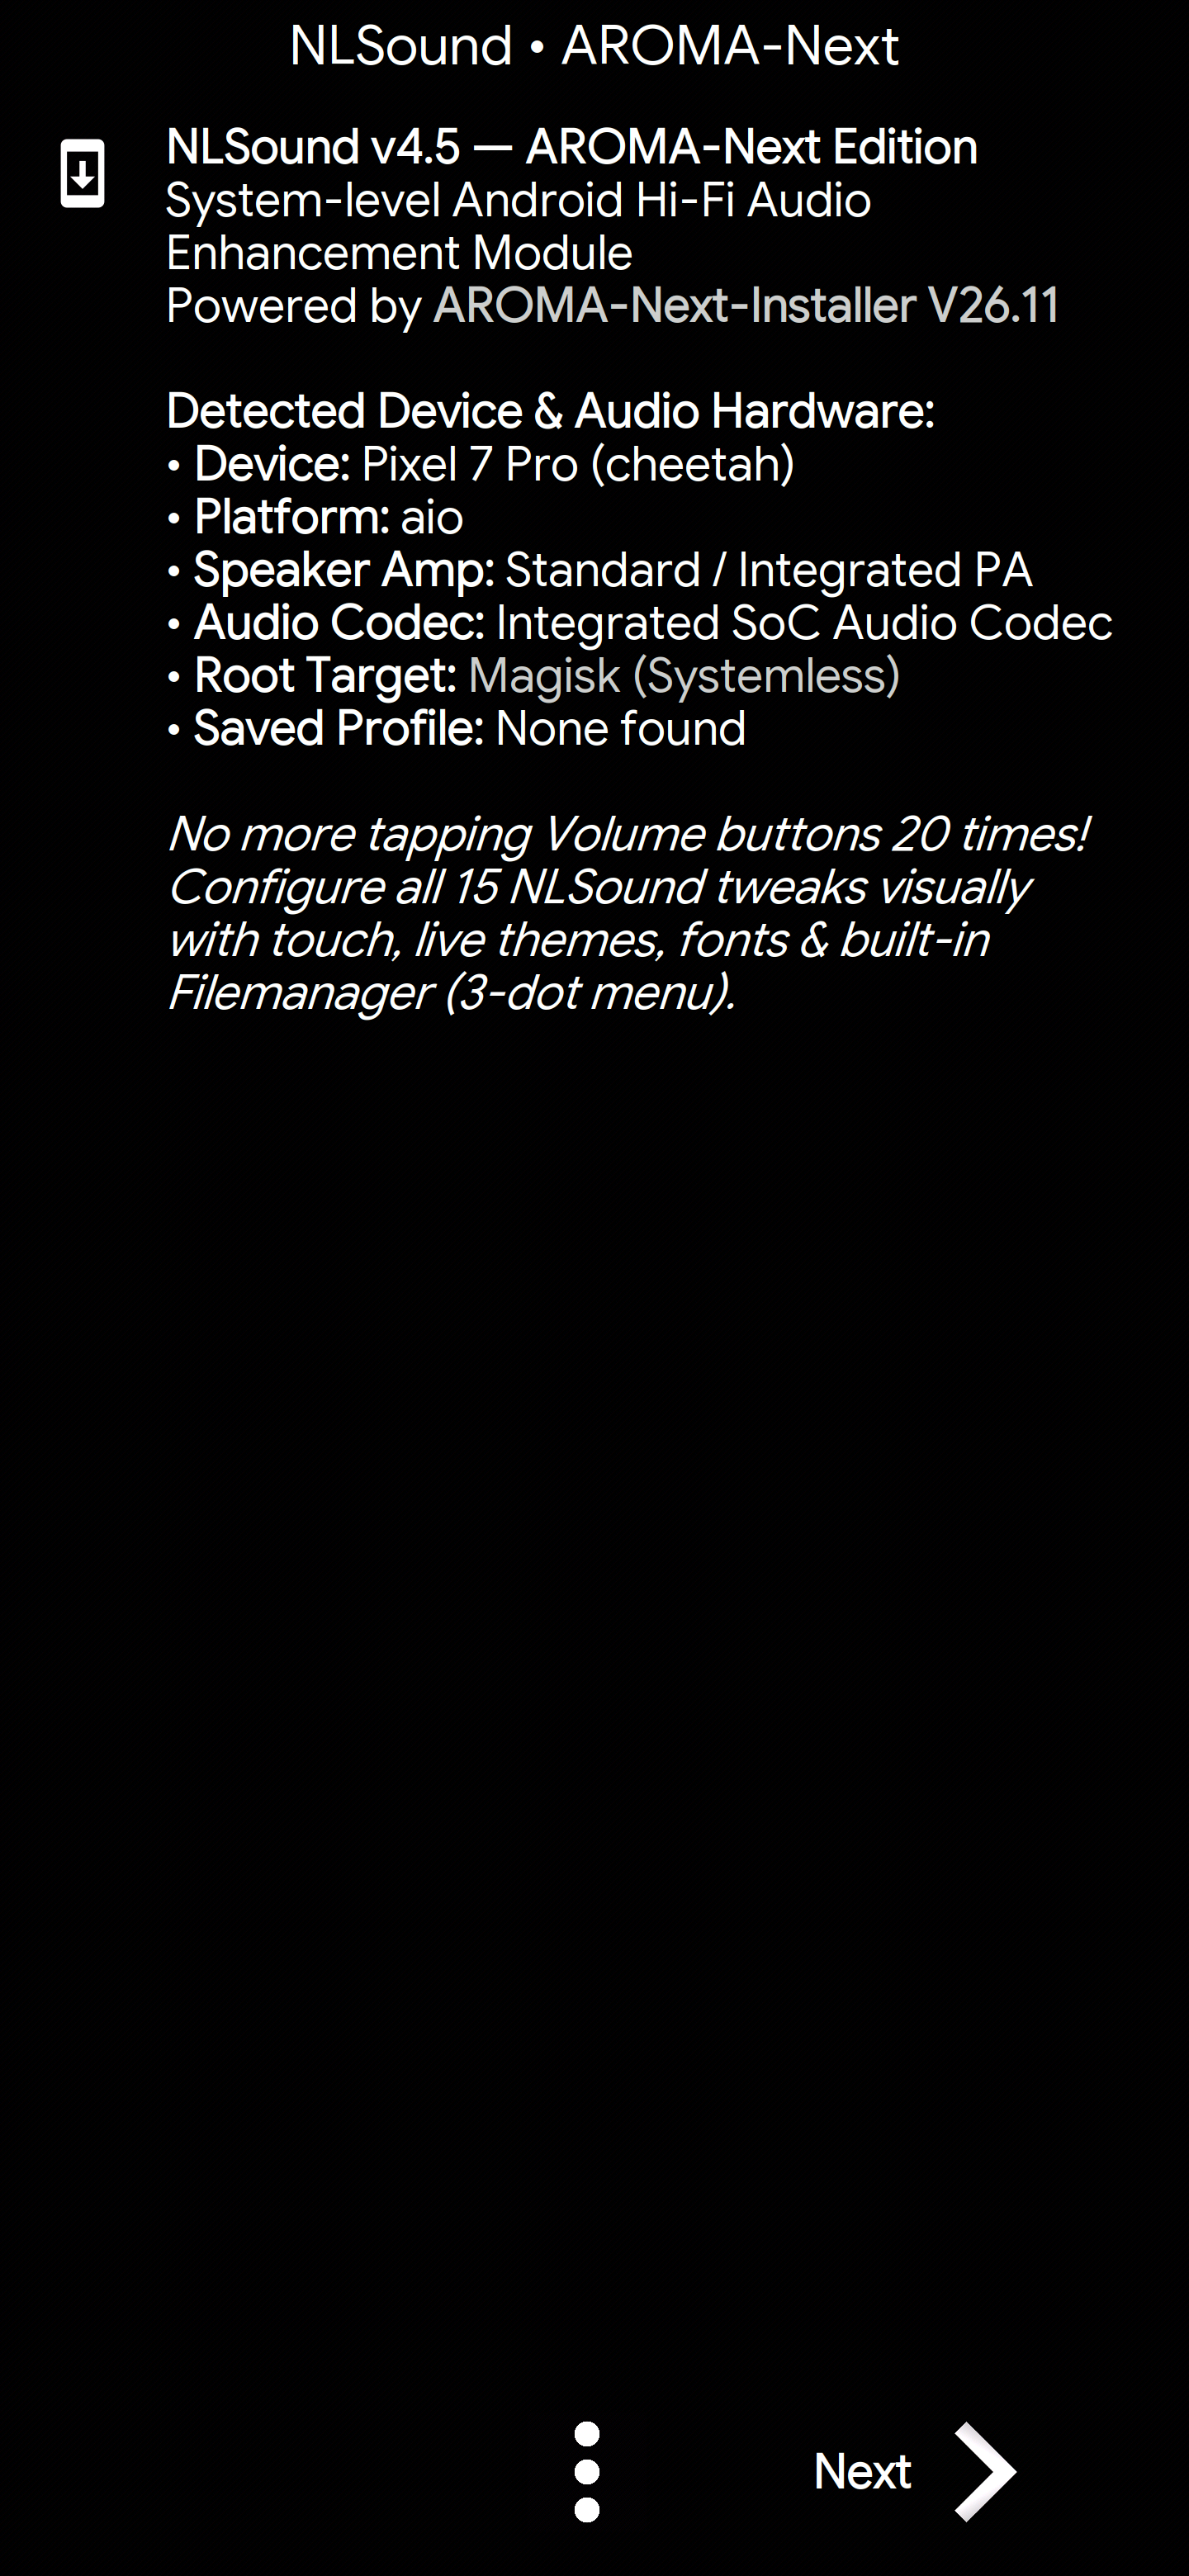 NLSound • AROMA-Next
NLSound v4.5 — AROMA-Next Edition
System-level Android Hi-Fi Audio
Enhancement Module
Powered by AROMA-Next-Installer V26.11
Detected Device & Audio Hardware:
• Device: Pixel 7 Pro (cheetah)
• Platform: aio
• Speaker Amp: Standard / Integrated PA
• Audio Codec: Integrated SoC Audio Codec
• Root Target: Magisk (Systemless)
• Saved Profile: None found
No more tapping Volume buttons 20 times!
Configure all 15 NLSound tweaks visually
with touch, live themes, fonts & built-in
Filemanager (3-dot menu).
Next